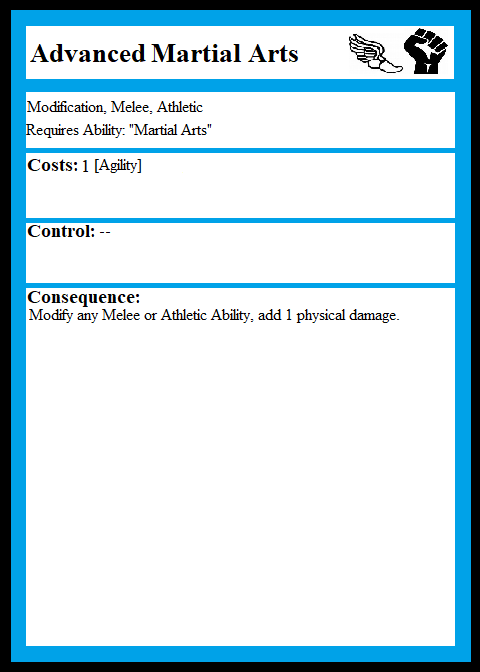 Advanced Martial Arts
Modification, Melee, Athletic
Requires Ability: "Martial Arts"
Costs: 1 [Agility]
Control: --
Consequence:
Modify any Melee or Athletic Ability, add 1 physical damage.